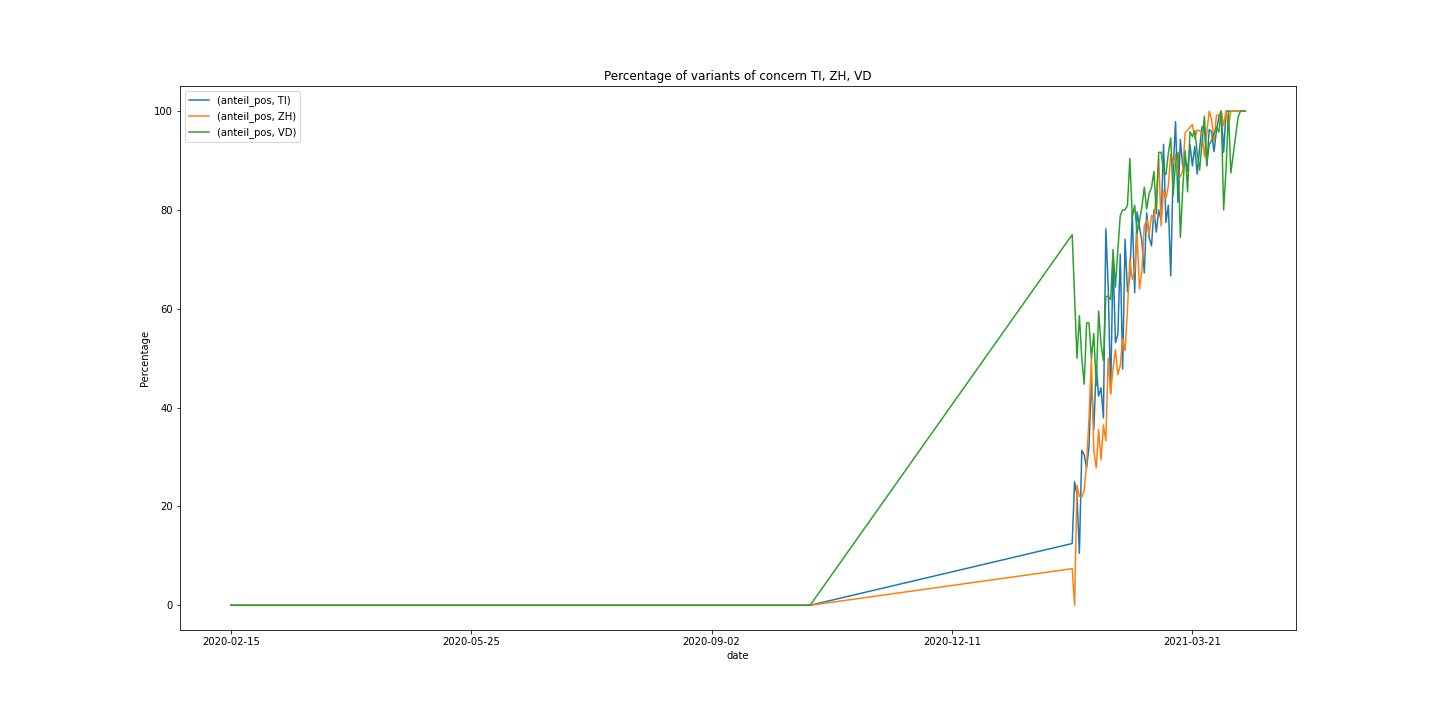 Percentage of variants of concern TI, ZH, VD
(anteil_pos, TI)
(anteil_pos, ZH)
(anteil_pos, VD)
Percentage
100
80
60
40
20
0
2020-02-15
2020-05-25
2020-09-02
2020-12-11
2021-03-21
date